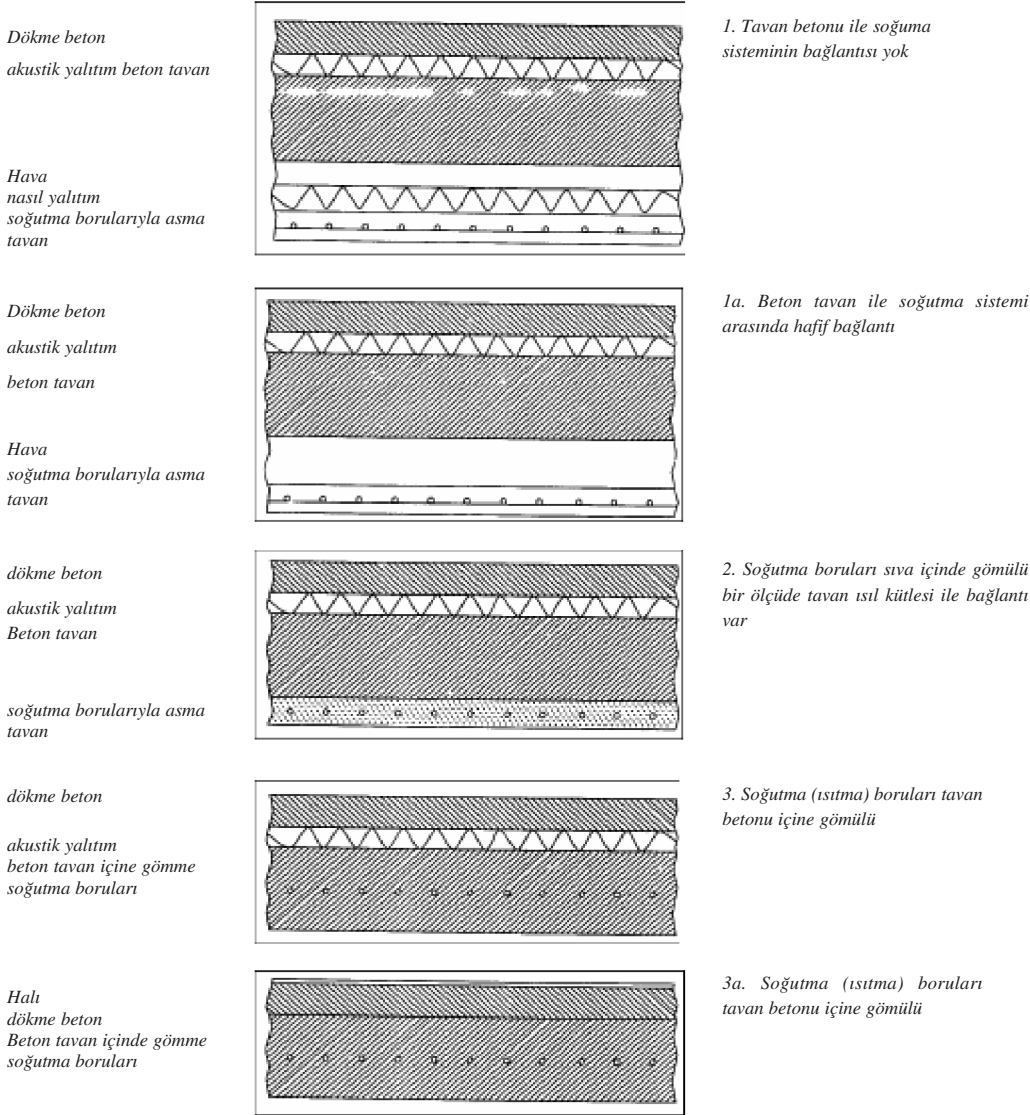 Dökme beton
akustik yalıtım beton tavan
Hava
nasıl yalıtım
soğutma borularıyla asma
tavan
1. Tavan betonu ile soğuma
sisteminin bağlantısı yok
Dökme beton
akustik yalıtım
beton tavan
Hava
soğutma borularıyla asma
tavan
1a. Beton tavan ile soğutma sistemi
arasında hafif bağlantı
dökme beton
akustik yalıtım
Beton tavan
soğutma borularıyla asma
tavan
2. Soğutma boruları sıva içinde gömülü
bir ölçüde tavan ısıl kütlesi ile bağlantı
var
dökme beton
akustik yalıtım
beton tavan içine gömme
soğutma boruları
3. Soğutma (ısıtma) boruları tavan
betonu içine gömülü
Halı
dökme beton
Beton tavan içinde gömme
soğutma boruları
3a. Soğutma (ısıtma) boruları
tavan betonu içine gömülü